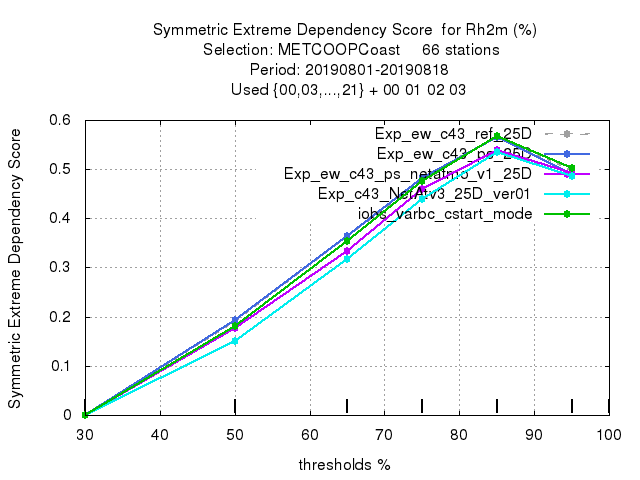 Symmetric Extreme Dependency Score for Rh2m (%)
Selection: METCOOPCoast 66 stations
Period: 20190801-20190818
Used {00,03,...,21} + 00 01 02 03
Symmetric Extreme Dependency Score
0.6
0.5
0.4
0.3
0.2
0.1
0
Exp_ew_c43_ref_25D
Exp_ew_c43_ps_25D
Exp_ew_c43_ps_netatmo_v1_25D
Exp_c43_NetA_v3_25D_ver01
iobs_varbc_cstart_mode
30 40 50 60 70 80 90 100
thresholds %